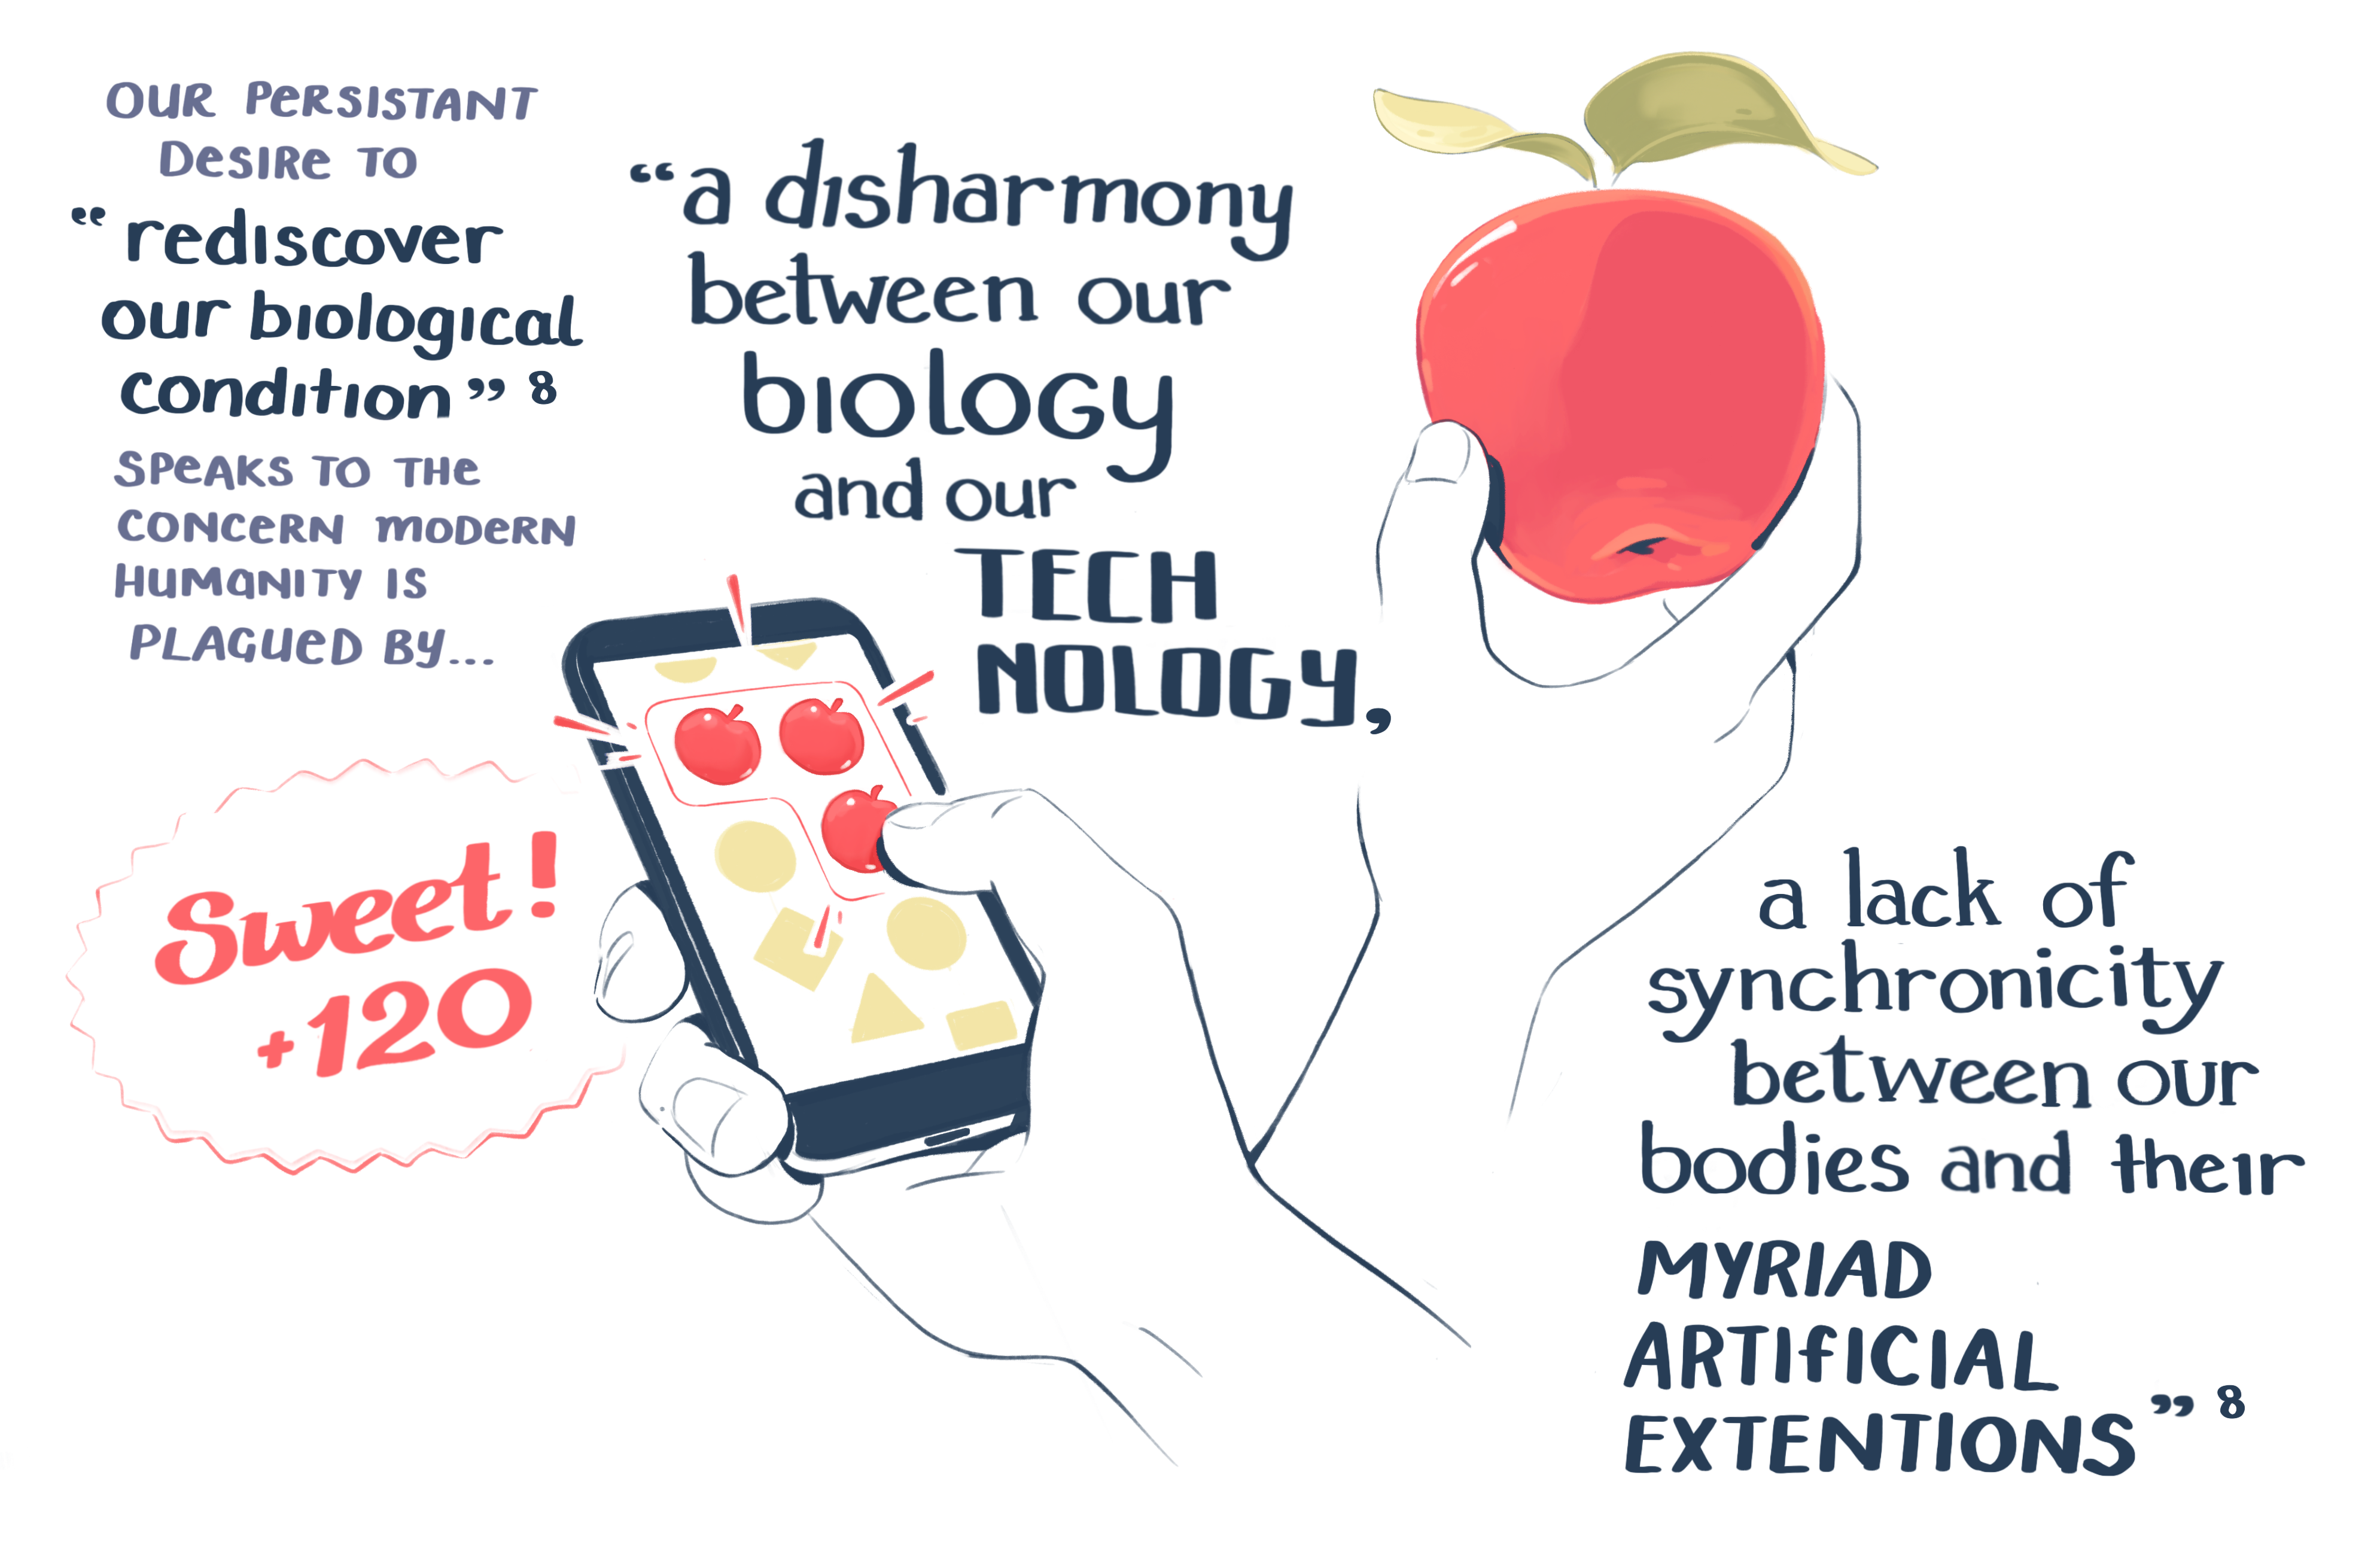 OUR PERSISTANT
DESIRE TO
“rediscover
our biological
condition” 8
SPEAKS TO THE
CONCERN MODERN
HUMANITY IS
PLAGUED BY...
“a disharmony
between our
biology
and our
TECH
NOLOGY,
Sweet!
+120
a lack of
synchronicity
between our
bodies and their
MYRIAD
ARTIFICIAL
EXTENTIONS” 8